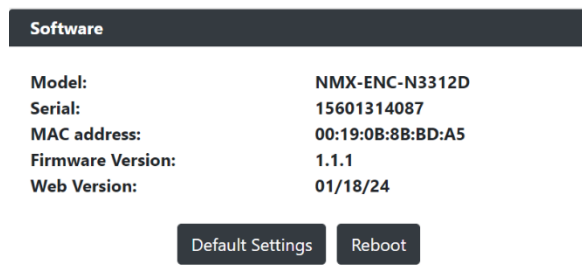 Software
Model: NMX-ENC-N3312D
Serial: 15601314087
MAC address: 00:19:0B:8B:BD:A5
Firmware Version: 1.1.1
Web Version: 01/18/24
Default Settings Reboot